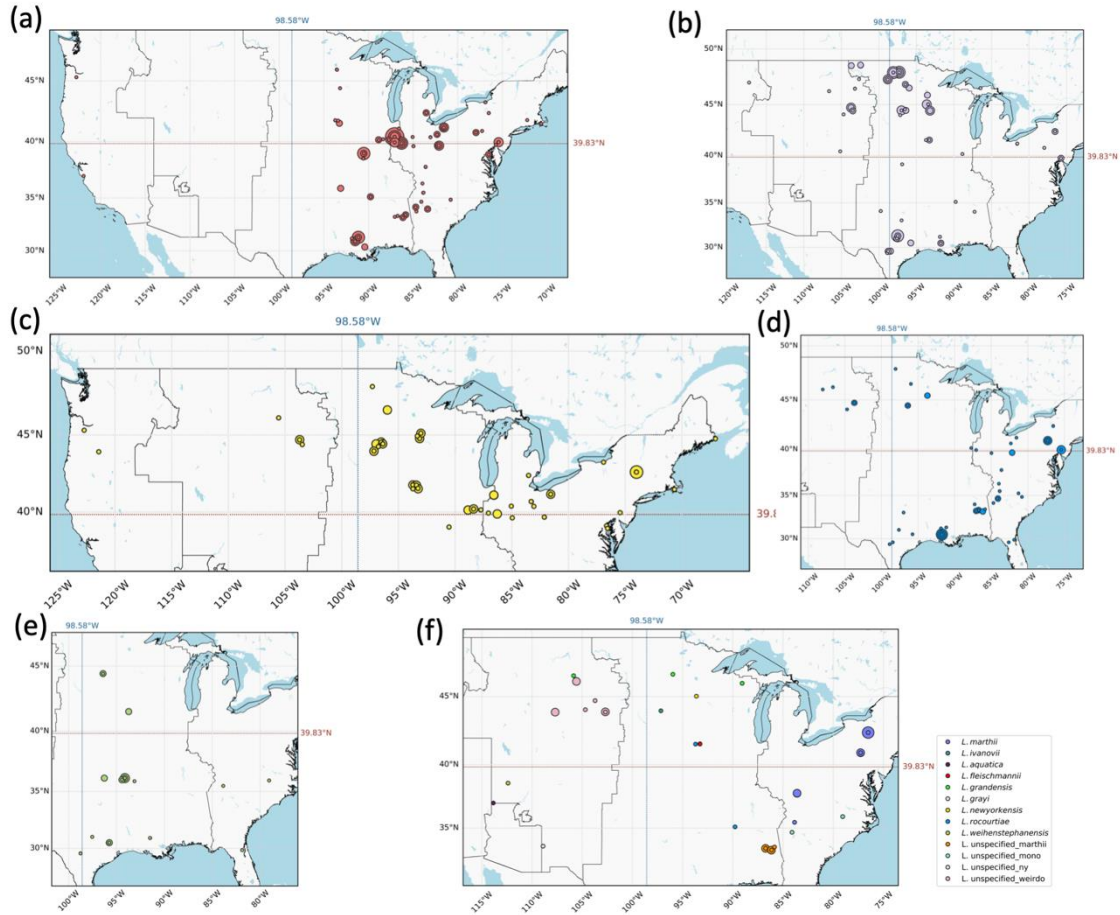 (a)
98.58°W
45°N
40°N
35°N
30°N
39.83°N
125°W
120°W
115°W
110°W
105°W
100°W
95°W
90°W
85°W
80°W
75°W
70°W
(b)
98.58°W
50°N
45°N
40°N
35°N
30°N
39.83°N
120°W
115°W
110°W
105°W
100°W
95°W
90°W
85°W
80°W
75°W
(c)
98.58°W
50°N
45°N
40°N
39.8
125°W
120°W
115°W
110°W
105°W
100°W
95°W
90°W
85°W
80°W
75°W
70°W
(d)
98.58°W
50°N
45°N
40°N
35°N
30°N
39.83°N
110°W
105°W
100°W
95°W
90°W
85°W
80°W
75°W
(e)
98.58°W
45°N
40°N
35°N
30°N
39.83°N
100°W
95°W
90°W
85°W
80°W
(f)
98.58°W
45°N
40°N
35°N
39.83°N
115°W
110°W
105°W
100°W
95°W
90°W
85°W
80°W
75°W
L. marthii
L. ivanovii
L. aquatica
L. fleischmannii
L. grandensis
L. grayi
L. newyorkensis
L. rocourtiae
L. weihenstephanensis
L. unspecified_marthii
L. unspecified_mono
L. unspecified_ny
L. unspecified_weirdo